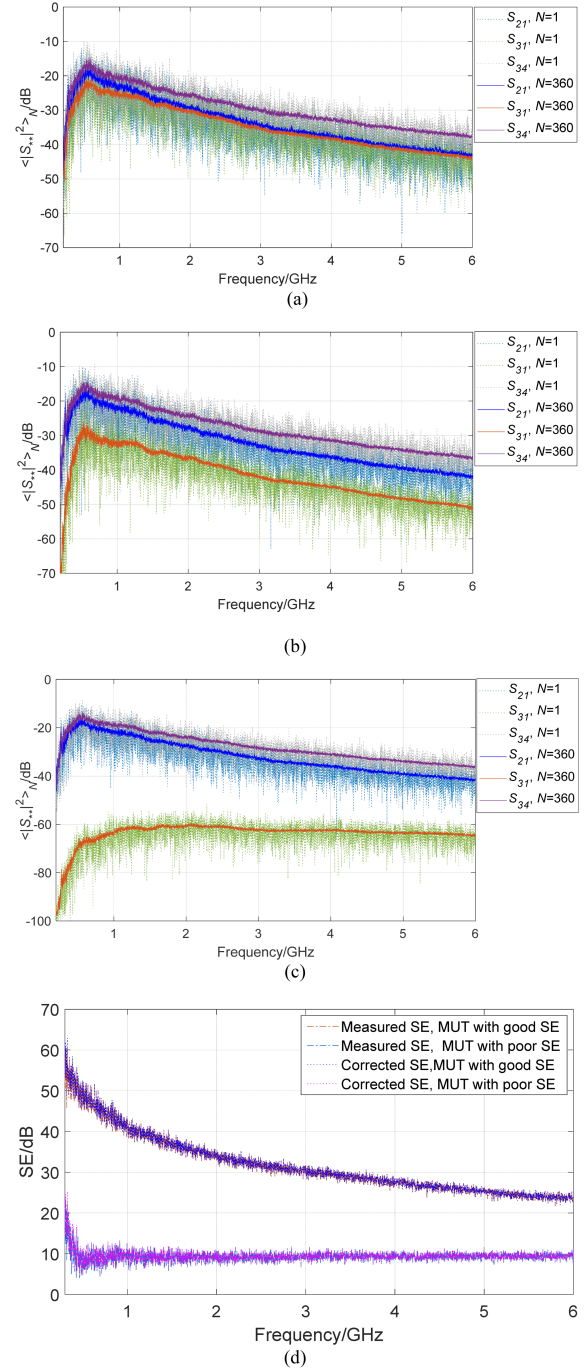 0
-10
-20
-30
-40
-50
-60
-70
<|S**|²>N/dB
1 2 3 4 5 6
Frequency/GHz
S21, N=1
S31, N=1
S34, N=1
S21, N=360
S31, N=360
S34, N=360
(a)
0
-10
-20
-30
-40
-50
-60
-70
<|S**|²>N/dB
1 2 3 4 5 6
Frequency/GHz
S21, N=1
S31, N=1
S34, N=1
S21, N=360
S31, N=360
S34, N=360
(b)
0
-20
-40
-60
-80
-100
<|S**|²>N/dB
1 2 3 4 5 6
Frequency/GHz
S21, N=1
S31, N=1
S34, N=1
S21, N=360
S31, N=360
S34, N=360
(c)
70
60
50
40
30
20
10
0
SE/dB
1 2 3 4 5 6
Frequency/GHz
Measured SE, MUT with good SE
Measured SE, MUT with poor SE
Corrected SE,MUT with good SE
Corrected SE, MUT with poor SE
(d)